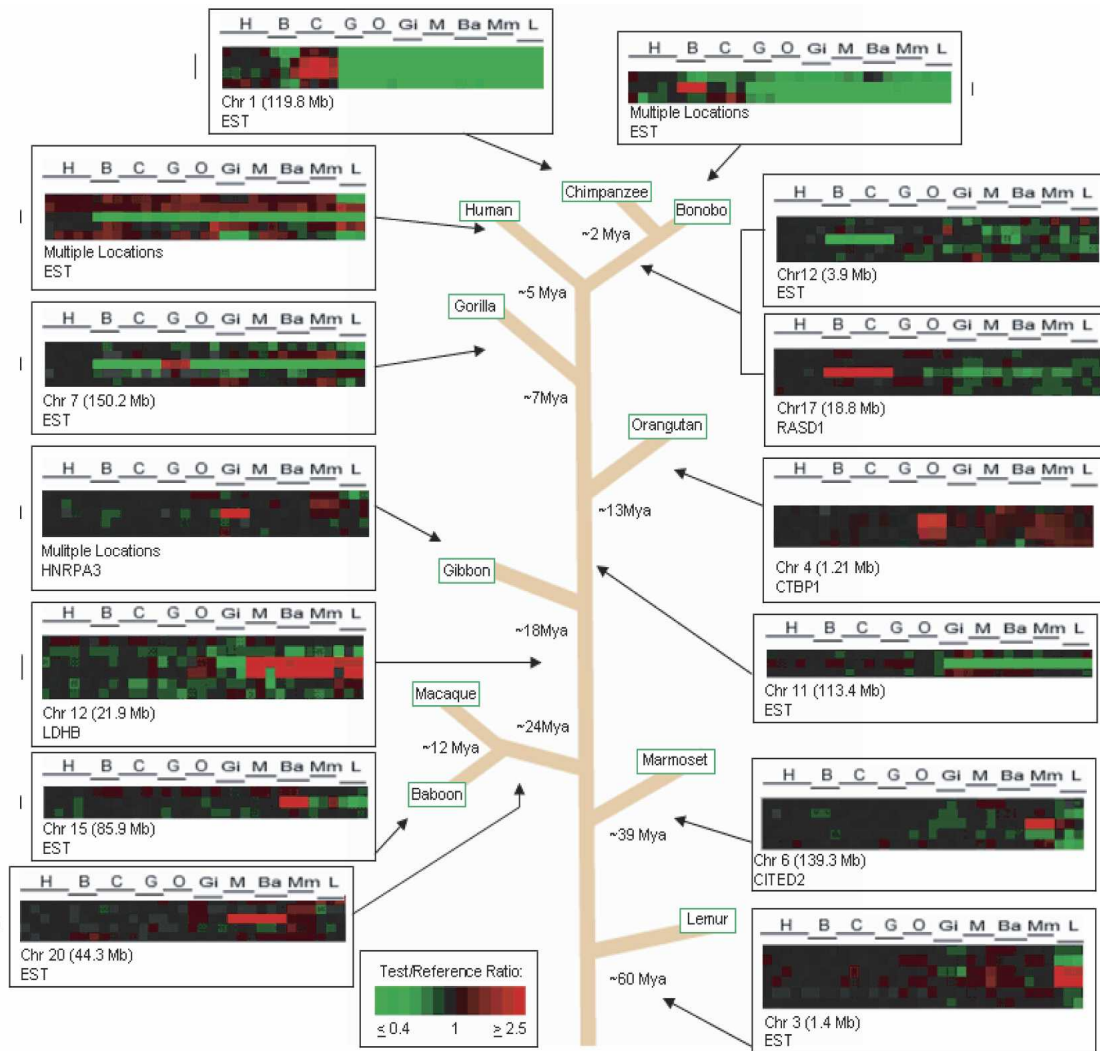 H B C G O Gi M Ba Mm L
Chr 1 (119.8 Mb)
EST
H B C G O Gi M Ba Mm L
Multiple Locations
EST
H B C G O Gi M Ba Mm L
Multiple Locations
EST
H B C G O Gi M Ba Mm L
Chr12 (3.9 Mb)
EST
H B C G O Gi M Ba Mm L
Chr 7 (150.2 Mb)
EST
H B C G O Gi M Ba Mm L
Chr17 (18.8 Mb)
RASD1
H B C G O Gi M Ba Mm L
Mulitple Locations
HNRPA3
H B C G O Gi M Ba Mm L
Chr 4 (1.21 Mb)
CTBP1
H B C G O Gi M Ba Mm L
Chr 12 (21.9 Mb)
LDHB
H B C G O Gi M Ba Mm L
Chr 11 (113.4 Mb)
EST
H B C G O Gi M Ba Mm L
Chr 15 (85.9 Mb)
EST
H B C G O Gi M Ba Mm L
Chr 6 (139.3 Mb)
CITED2
H B C G O Gi M Ba Mm L
Chr 20 (44.3 Mb)
EST
H B C G O Gi M Ba Mm L
Chr 3 (1.4 Mb)
EST
Chimpanzee
Human
Bonobo
~2 Mya
~5 Mya
Gorilla
~7Mya
Orangutan
~13Mya
Gibbon
~18Mya
Macaque
~24Mya
~12 Mya
Baboon
Marmoset
~39 Mya
Lemur
~60 Mya
Test/Reference Ratio:
≤ 0.4 1 ≥ 2.5